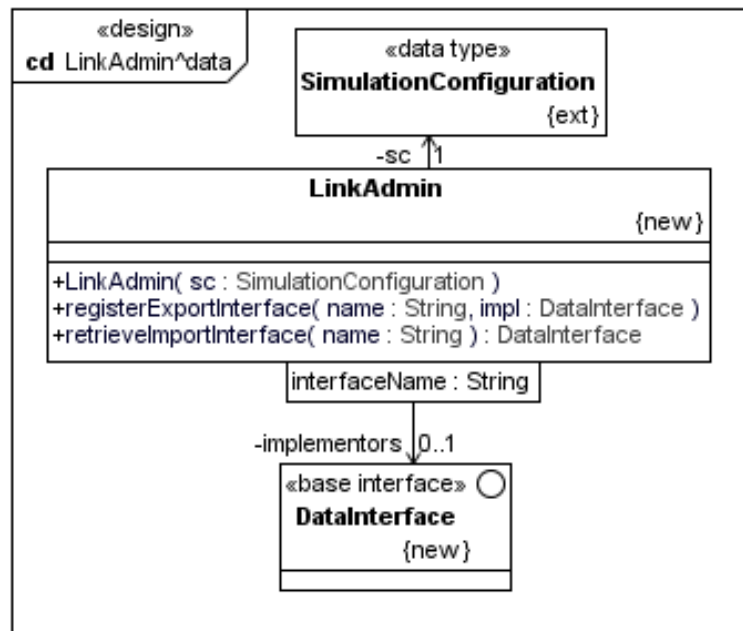 «design»
cd LinkAdmin^data
«data type»
SimulationConfiguration
{ext}
-sc 1
LinkAdmin
{new}
+LinkAdmin( sc : SimulationConfiguration )
+registerExportInterface( name : String, impl : DataInterface )
+retrieveImportInterface( name : String ) : DataInterface
interfaceName : String
-implementors 0..1
«base interface»
DataInterface
{new}